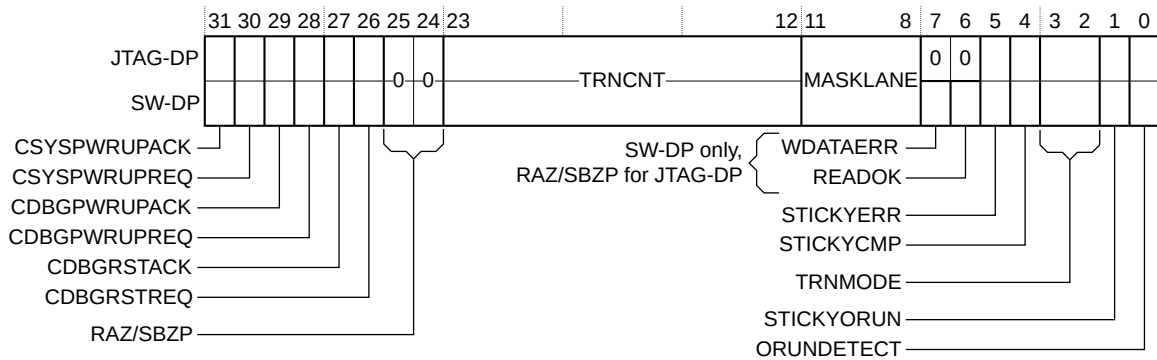 31 30 29 28 27 26 25 24 23 12 11 8 7 6 5 4 3 2 1 0
JTAG-DP 0 0
0 0 TRNCNT MASKLANE
SW-DP
CSYSPWRUPACK
CSYSPWRUPREQ
CDBGPWRUPACK
CDBGPWRUPREQ
CDBGRSTACK
CDBGRSTREQ
RAZ/SBZP
SW-DP only,
RAZ/SBZP for JTAG-DP
WDATAERR
READOK
STICKYERR
STICKYCMP
TRNMODE
STICKYORUN
ORUNDETECT